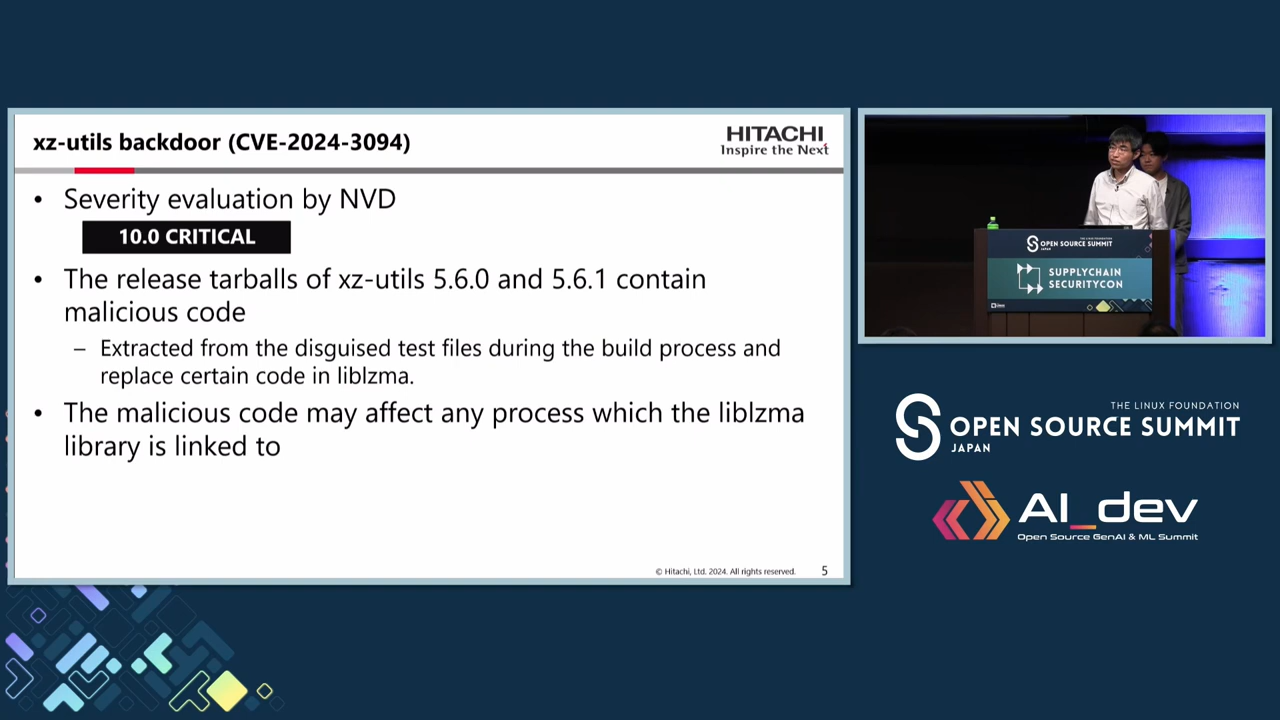 xz-utils backdoor (CVE-2024-3094)
HITACHI
Inspire the Next
• Severity evaluation by NVD
10.0 CRITICAL
• The release tarballs of xz-utils 5.6.0 and 5.6.1 contain
malicious code
– Extracted from the disguised test files during the build process and
replace certain code in liblzma.
• The malicious code may affect any process which the liblzma
library is linked to
© Hitachi, Ltd. 2024. All rights reserved.
5
THE LINUX FOUNDATION
OPEN SOURCE SUMMIT
SUPPLYCHAIN
SECURITYCON
THE LINUX FOUNDATION
OPEN SOURCE SUMMIT
JAPAN
AI_dev
Open Source GenAI & ML Summit